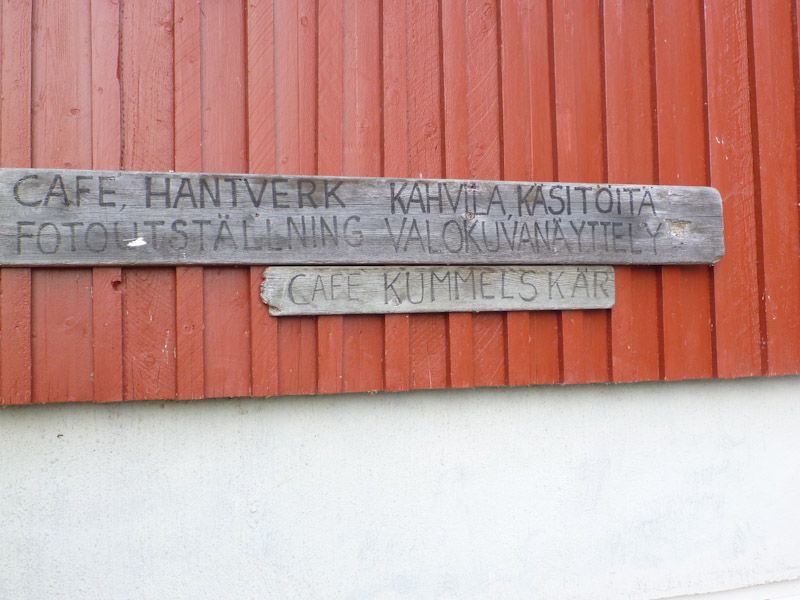 CAFE, HANTVERK KAHVILA, KÄSITÖITÄ
FOTOUTSTÄLLNING VALOKUVANÄYTTELY
CAFE KUMMELSKÄR